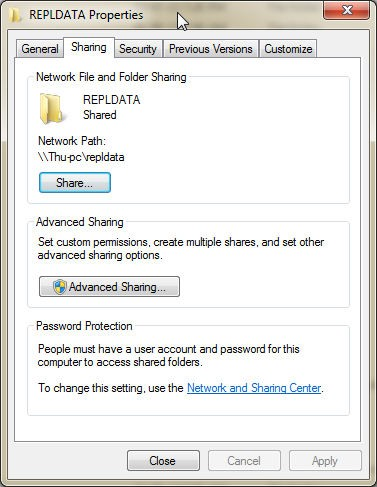 REPLDATA Properties
General Sharing Security Previous Versions Customize
Network File and Folder Sharing
REPLDATA
Shared
Network Path:
\\Thu-pc\repldata
Share...
Advanced Sharing
Set custom permissions, create multiple shares, and set other
advanced sharing options.
Advanced Sharing...
Password Protection
People must have a user account and password for this
computer to access shared folders.
To change this setting, use the Network and Sharing Center.
Close Cancel Apply